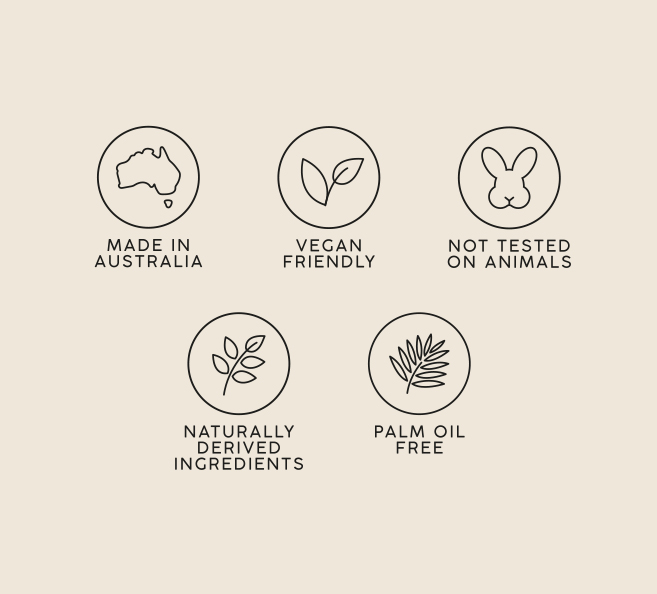 MADE IN
AUSTRALIA
VEGAN
FRIENDLY
NOT TESTED
ON ANIMALS
NATURALLY
DERIVED
INGREDIENTS
PALM OIL
FREE